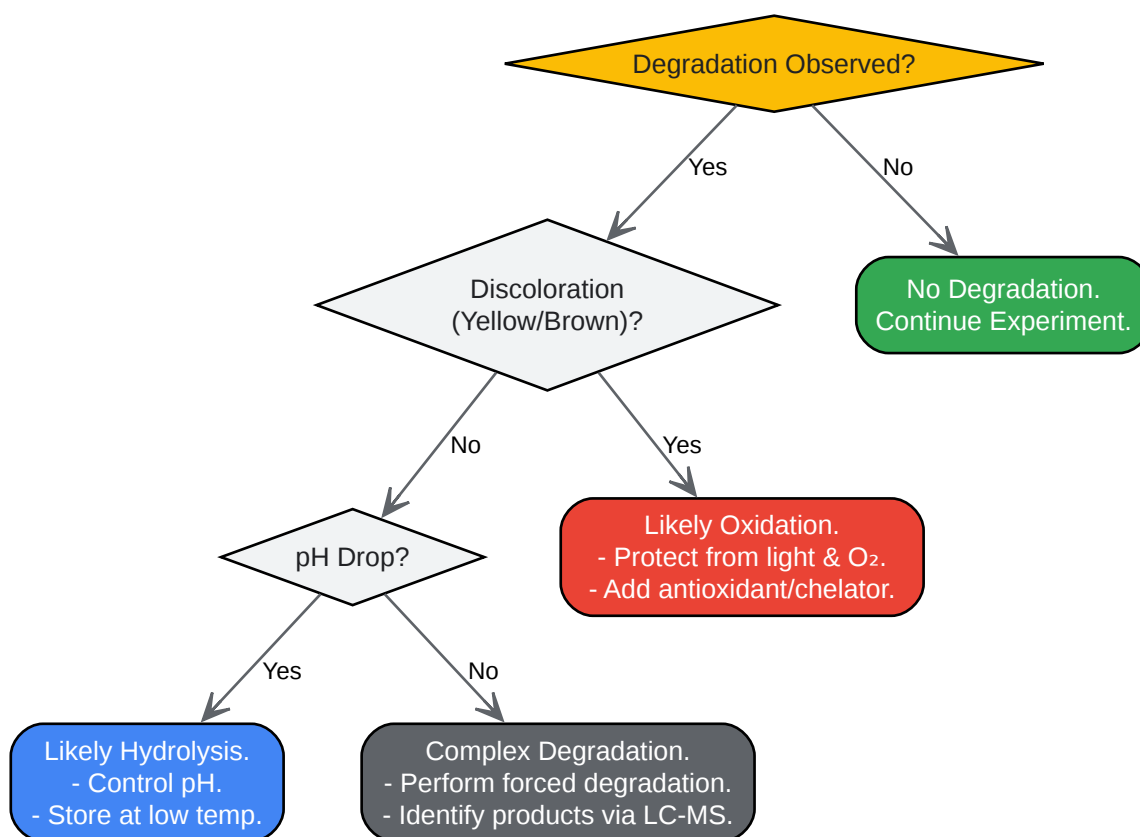 Degradation Observed?
Yes
No
Discoloration
(Yellow/Brown)?
No Degradation.
Continue Experiment.
No
Yes
pH Drop?
Likely Oxidation.
- Protect from light & O₂.
- Add antioxidant/chelator.
Yes
No
Likely Hydrolysis.
- Control pH.
- Store at low temp.
Complex Degradation.
- Perform forced degradation.
- Identify products via LC-MS.